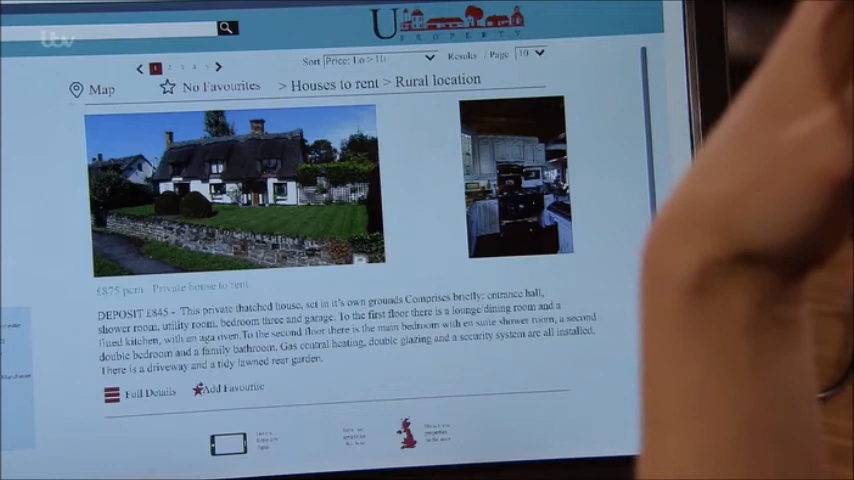 itv
U
PROPERTY
Sort Price: Lo > Hi Results / Page 10
1 2 3 4 5
Map No Favourites > Houses to rent > Rural location
£875 pcm Private house to rent
DEPOSIT £845 - This private thatched house, set in it's own grounds Comprises briefly: entrance hall,
shower room, utility room, bedroom three and garage. To the first floor there is a lounge/dining room and a
fitted kitchen, with an aga oven. To the second floor there is the main bedroom with en suite shower room, a second
double bedroom and a family bathroom. Gas central heating, double glazing and a security system are all installed.
There is a driveway and a tidy lawned rear garden.
Full Details Add Favourite